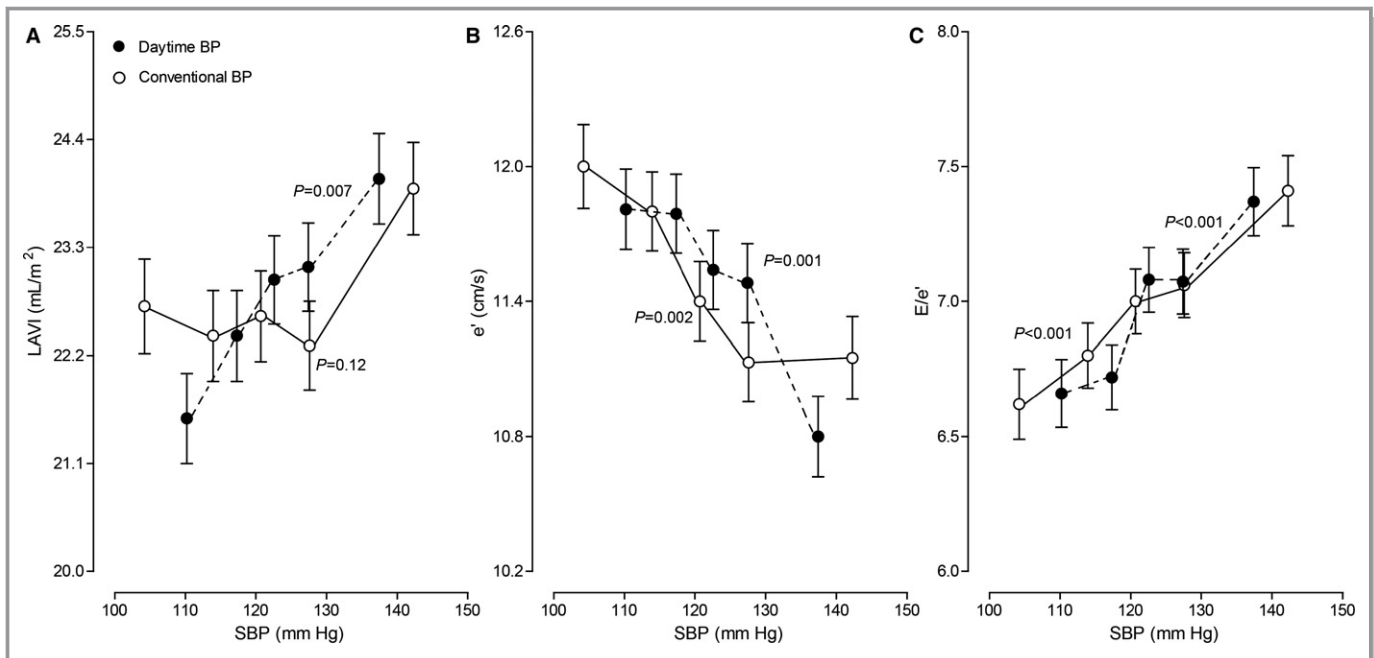 A
Daytime BP
Conventional BP
25.5
24.4
23.3
22.2
21.1
20.0
LAVI (mL/m²)
P=0.007
P=0.12
100 110 120 130 140 150
SBP (mm Hg)
B
12.6
12.0
11.4
10.8
10.2
e' (cm/s)
P=0.001
P=0.002
100 110 120 130 140 150
SBP (mm Hg)
C
8.0
7.5
7.0
6.5
6.0
E/e'
P<0.001
P<0.001
100 110 120 130 140 150
SBP (mm Hg)